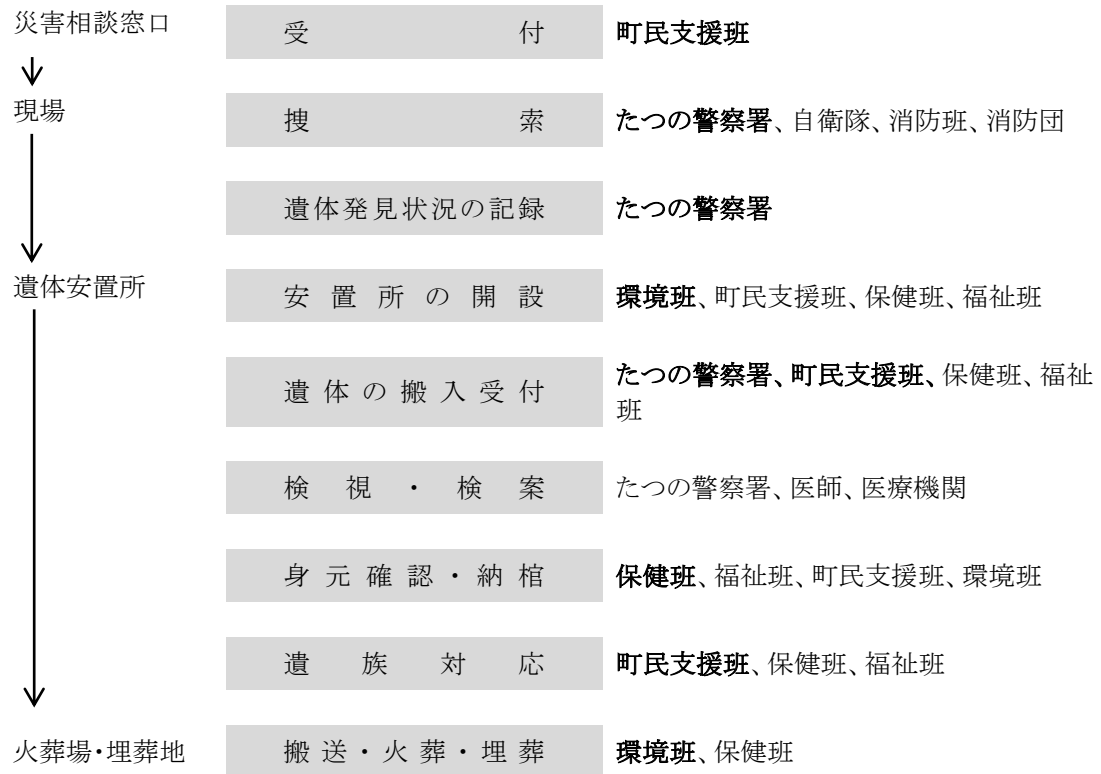 災害相談窓口 受付 町民支援班
現場 捜索 たつの警察署、自衛隊、消防班、消防団
遺体発見状況の記録 たつの警察署
遺体安置所 安置所の開設 環境班、町民支援班、保健班、福祉班
遺体の搬入受付 たつの警察署、町民支援班、保健班、福祉
班
検視・検案 たつの警察署、医師、医療機関
身元確認・納棺 保健班、福祉班、町民支援班、環境班
遺族対応 町民支援班、保健班、福祉班
火葬場・埋葬地 搬送・火葬・埋葬 環境班、保健班